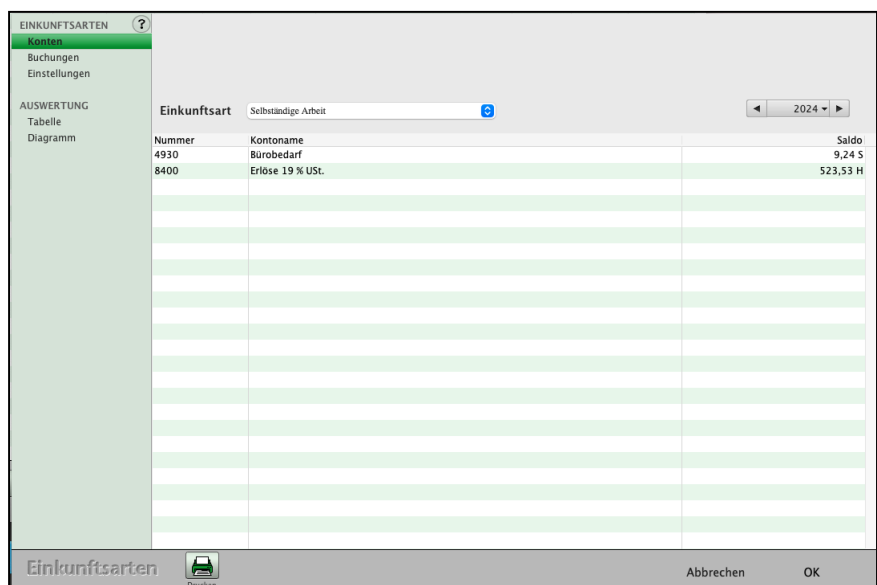 EINKUNFTSARTEN ?
Konten
Buchungen
Einstellungen
AUSWERTUNG
Tabelle
Diagramm
Einkunftsart Selbständige Arbeit 2024
Nummer Kontoname Saldo
4930 Bürobedarf 9,24 S
8400 Erlöse 19 % USt. 523,53 H
Einkunftsarten
Drucken
Abbrechen OK